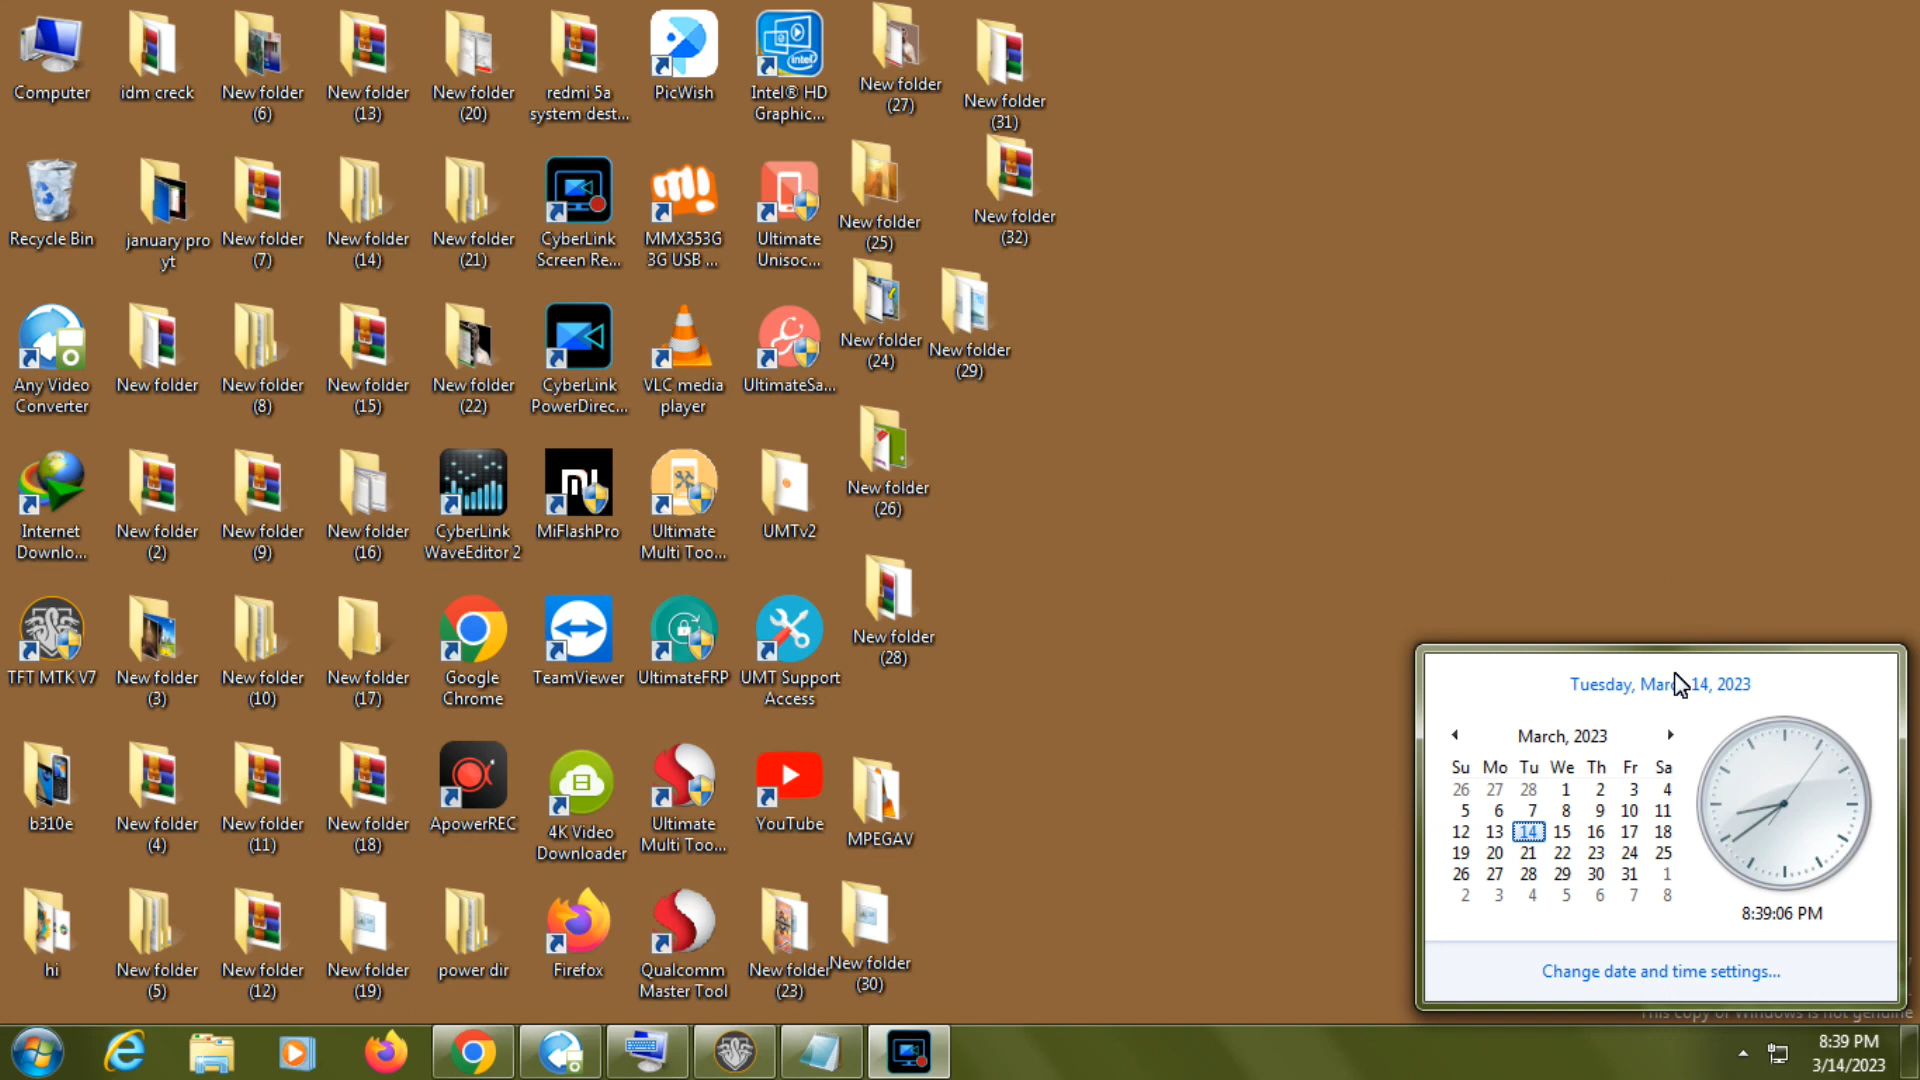 Computer
idm creck
New folder
(6)
New folder
(13)
New folder
(20)
redmi 5a
system dest...
PicWish
intel
Intel® HD
Graphic...
New folder
(27)
New folder
(31)
Recycle Bin
january pro
yt
New folder
(7)
New folder
(14)
New folder
(21)
CyberLink
Screen Re...
MMX353G
3G USB ...
Ultimate
Unisoc...
New folder
(25)
New folder
(32)
Any Video
Converter
New folder
New folder
(8)
New folder
(15)
New folder
(22)
CyberLink
PowerDirec...
VLC media
player
UltimateSa...
New folder
(24)
New folder
(29)
Internet
Downlo...
New folder
(2)
New folder
(9)
New folder
(16)
CyberLink
WaveEditor 2
MiFlashPro
Ultimate
Multi Too...
UMTv2
New folder
(26)
TFT MTK V7
New folder
(3)
New folder
(10)
New folder
(17)
Google
Chrome
TeamViewer
UltimateFRP
UMT Support
Access
New folder
(28)
b310e
New folder
(4)
New folder
(11)
New folder
(18)
ApowerREC
4K Video
Downloader
Ultimate
Multi Too...
YouTube
MPEGAV
hi
New folder
(5)
New folder
(12)
New folder
(19)
power dir
Firefox
Qualcomm
Master Tool
New folder
(23)
New folder
(30)
Tuesday, March 14, 2023
March, 2023
Su Mo Tu We Th Fr Sa
26 27 28 1 2 3 4
5 6 7 8 9 10 11
12 13 14 15 16 17 18
19 20 21 22 23 24 25
26 27 28 29 30 31 1
2 3 4 5 6 7 8
8:39:06 PM
Change date and time settings...
This copy of Windows is not genuine
8:39 PM
3/14/2023